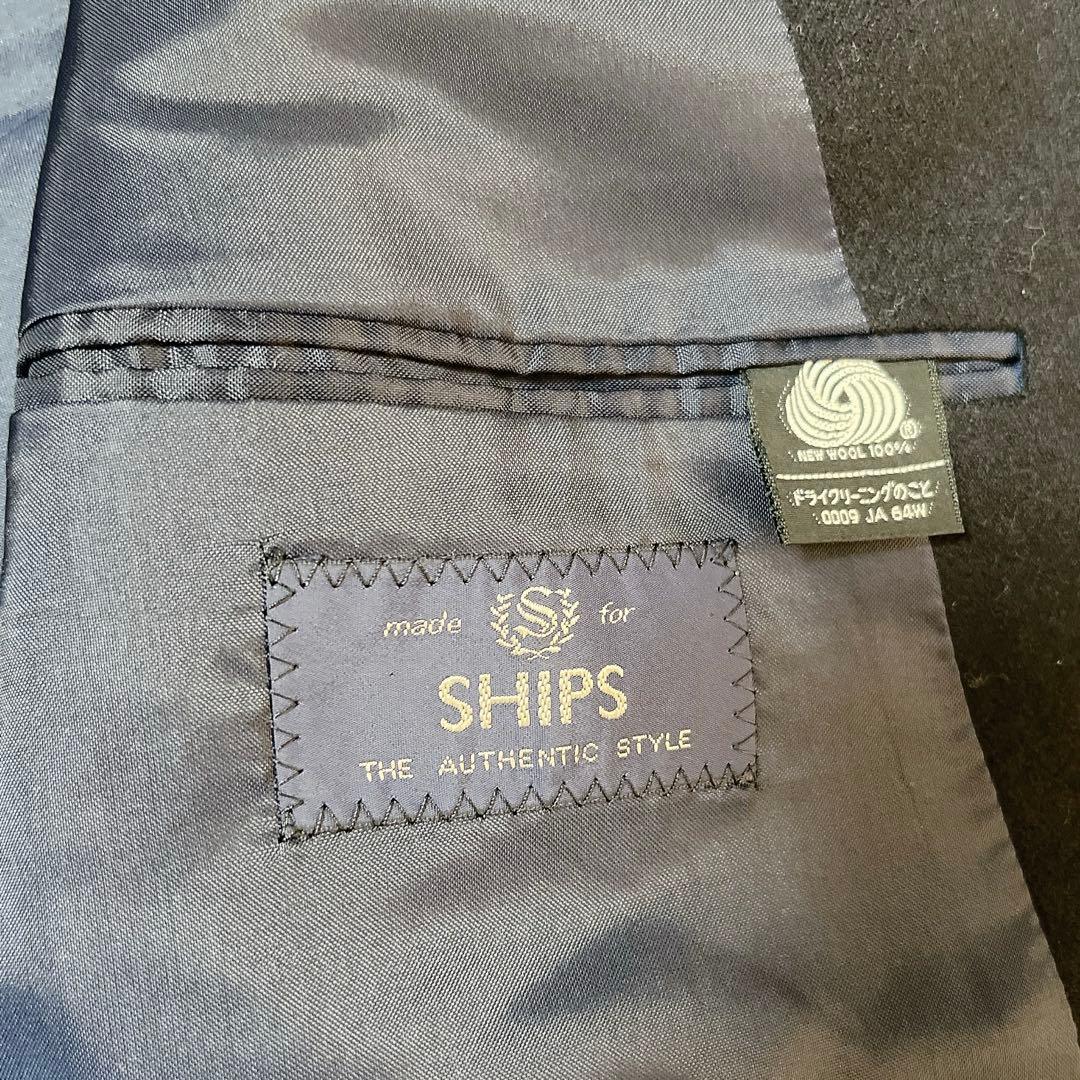 NEW WOOL 100%
ドライクリーニングのこと
0009 JA 64W
made S for
SHIPS
THE AUTHENTIC STYLE